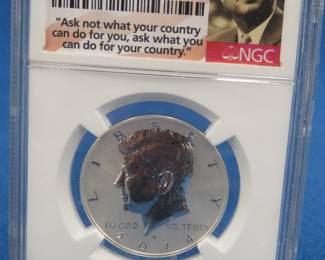 "Ask not what your country
can do for you, ask what you
can do for your country."
NGC
LIBERTY
IN GOD WE TRUST
2014